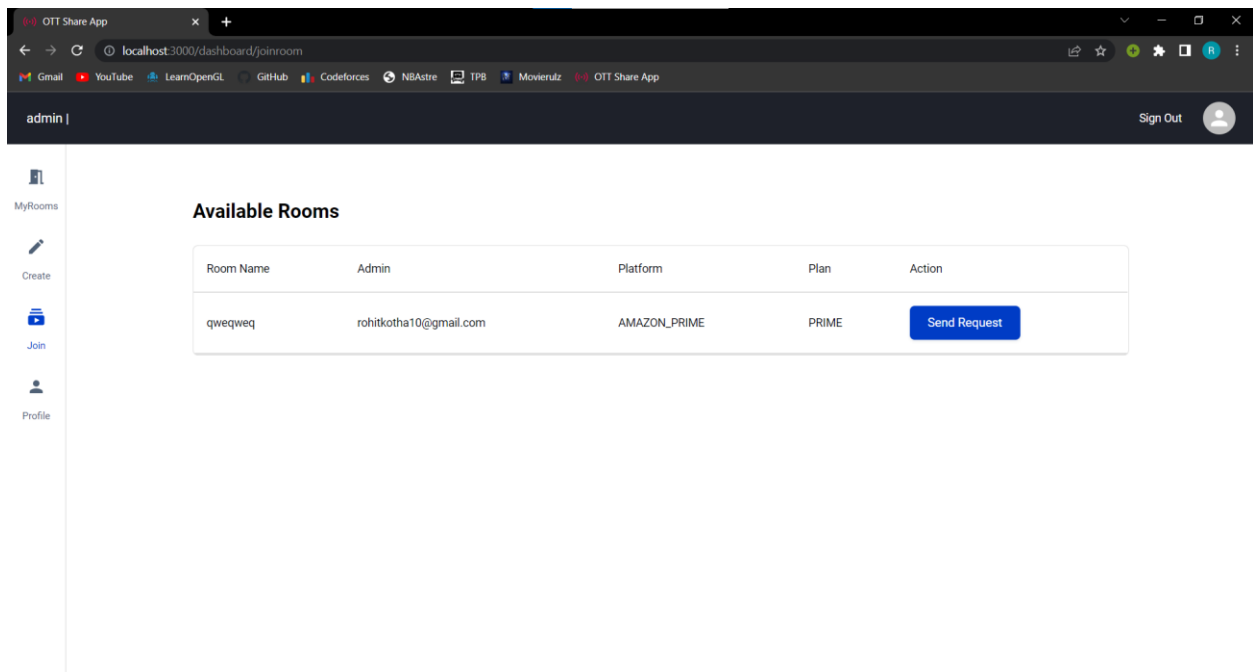 OTT Share App
localhost:3000/dashboard/joinroom
R
Gmail YouTube LearnOpenGL GitHub Codeforces NBAstre TPB Movierulz OTT Share App
admin | Sign Out
MyRooms
Create
Join
Profile
Available Rooms
Room Name Admin Platform Plan Action
qweqweq rohitkotha10@gmail.com AMAZON_PRIME PRIME Send Request